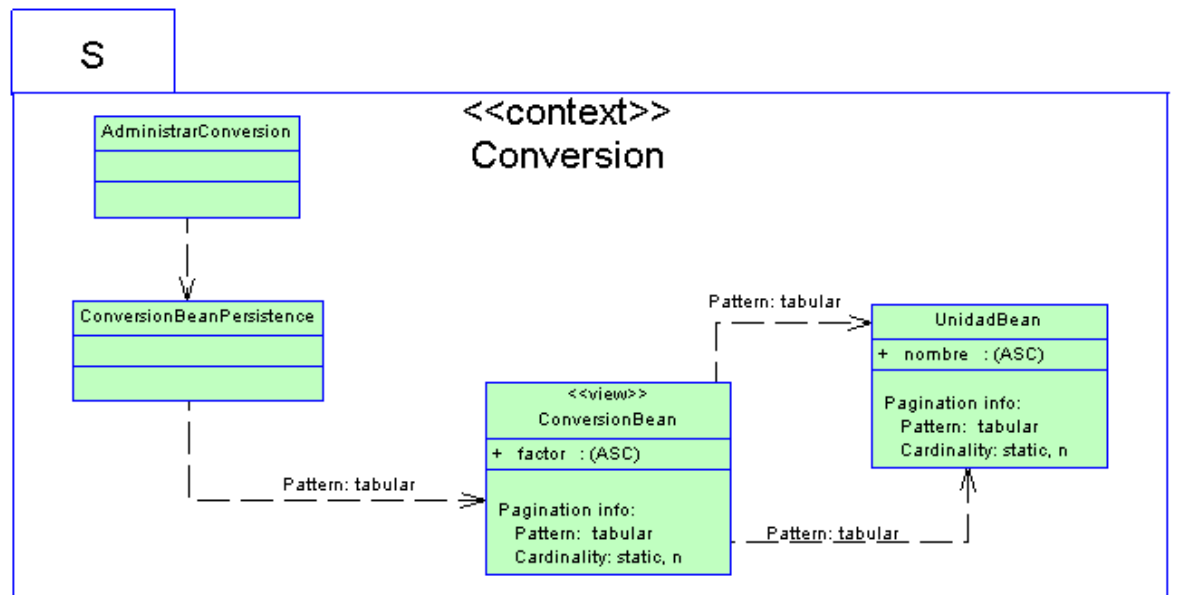 S
<<context>>
Conversion
AdministrarConversion
ConversionBeanPersistence
Pattern: tabular
Pattern: tabular
UnidadBean
+ nombre : (ASC)
Pagination info:
Pattern: tabular
Cardinality: static, n
<<view>>
ConversionBean
+ factor : (ASC)
Pagination info:
Pattern: tabular
Cardinality: static, n
Pattern: tabular